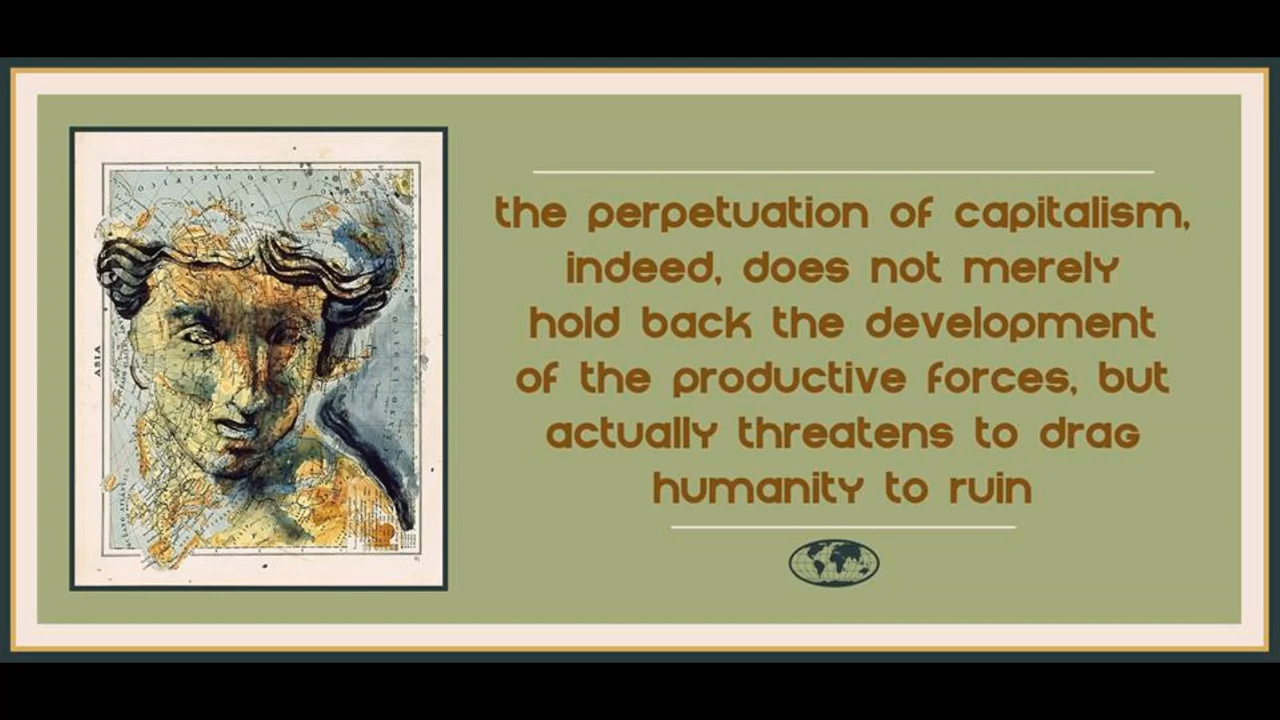 the perpetuation of capitalism,
indeed, does not merely
hold back the development
of the productive forces, but
actually threatens to drag
humanity to ruin
ASIA